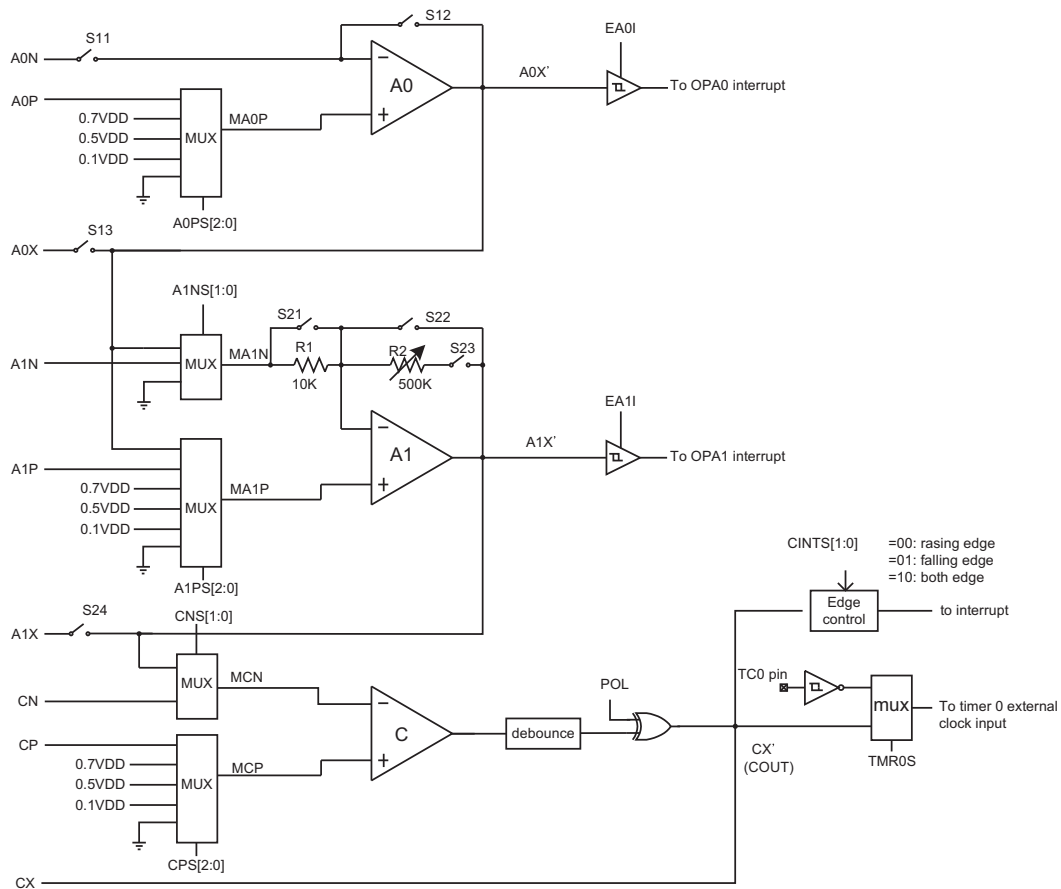 S12
S11
EA0I
A0N
A0X'
A0
To OPA0 interrupt
A0P
0.7VDD
MUX
MA0P
0.5VDD
0.1VDD
A0PS[2:0]
S13
A0X
A1NS[1:0]
S21
S22
A1N
MUX
MA1N
R1
R2
S23
10K
500K
EA1I
A1
A1X'
To OPA1 interrupt
A1P
0.7VDD
MUX
MA1P
0.5VDD
0.1VDD
CINTS[1:0]
=00: rasing edge
=01: falling edge
=10: both edge
A1PS[2:0]
S24
CNS[1:0]
Edge
control
to interrupt
A1X
MUX
MCN
TC0 pin
CN
POL
mux
To timer 0 external
clock input
C
debounce
CP
0.7VDD
MUX
MCP
CX'
(COUT)
TMR0S
0.5VDD
0.1VDD
CPS[2:0]
CX